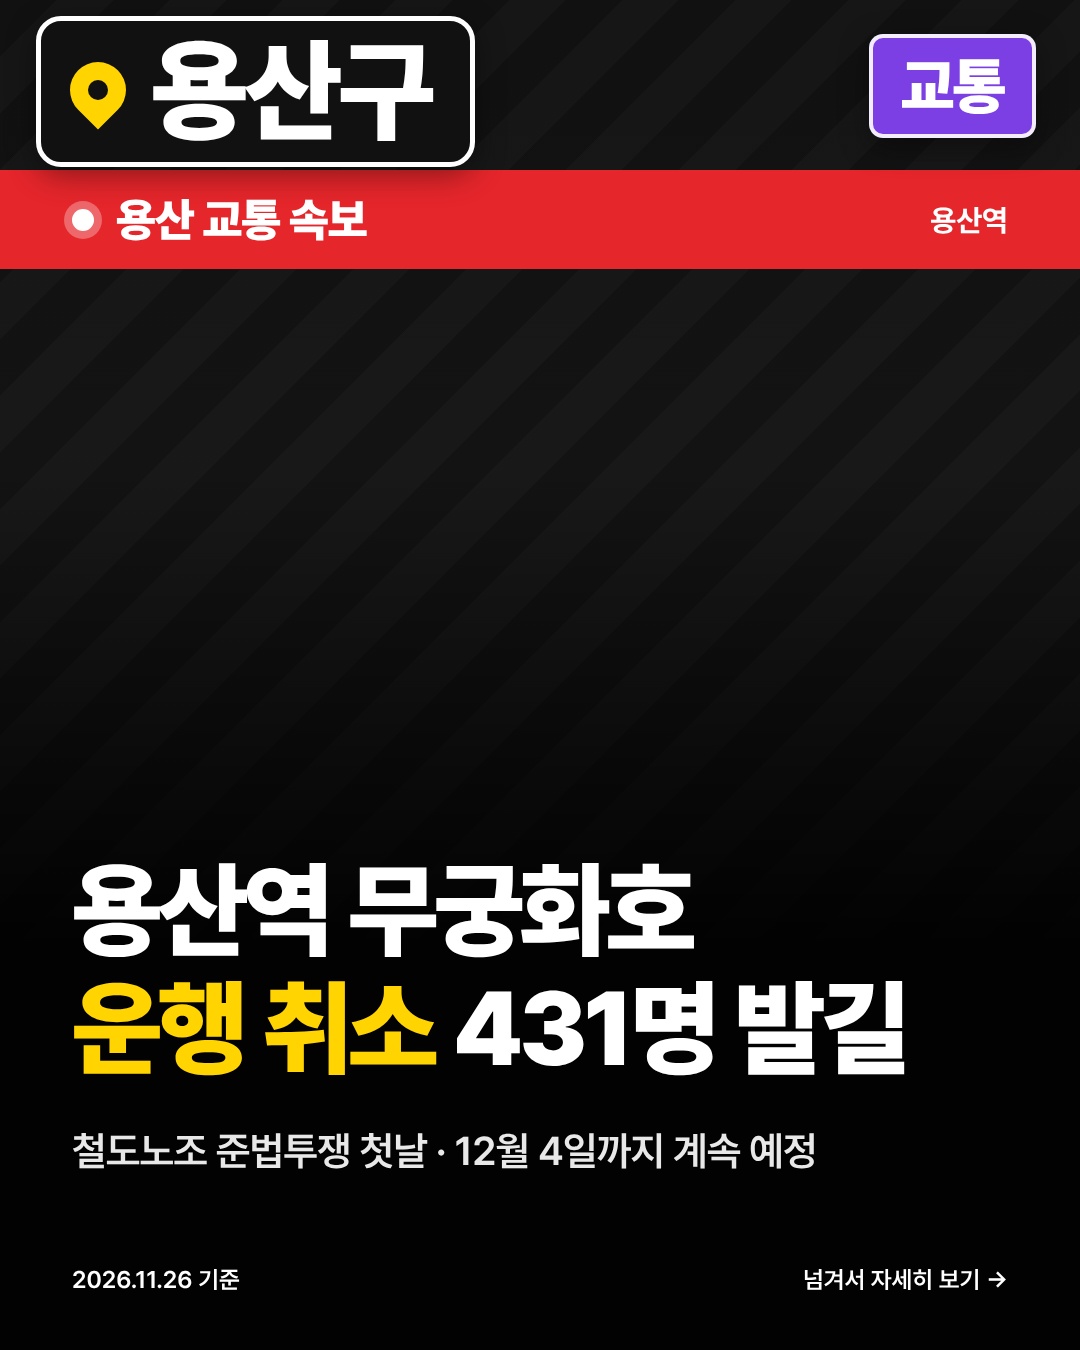 용산구
교통
용산 교통 속보
용산역
용산역 무궁화호
운행 취소 431명 발길
철도노조 준법투쟁 첫날 · 12월 4일까지 계속 예정
2026.11.26 기준
넘겨서 자세히 보기 →